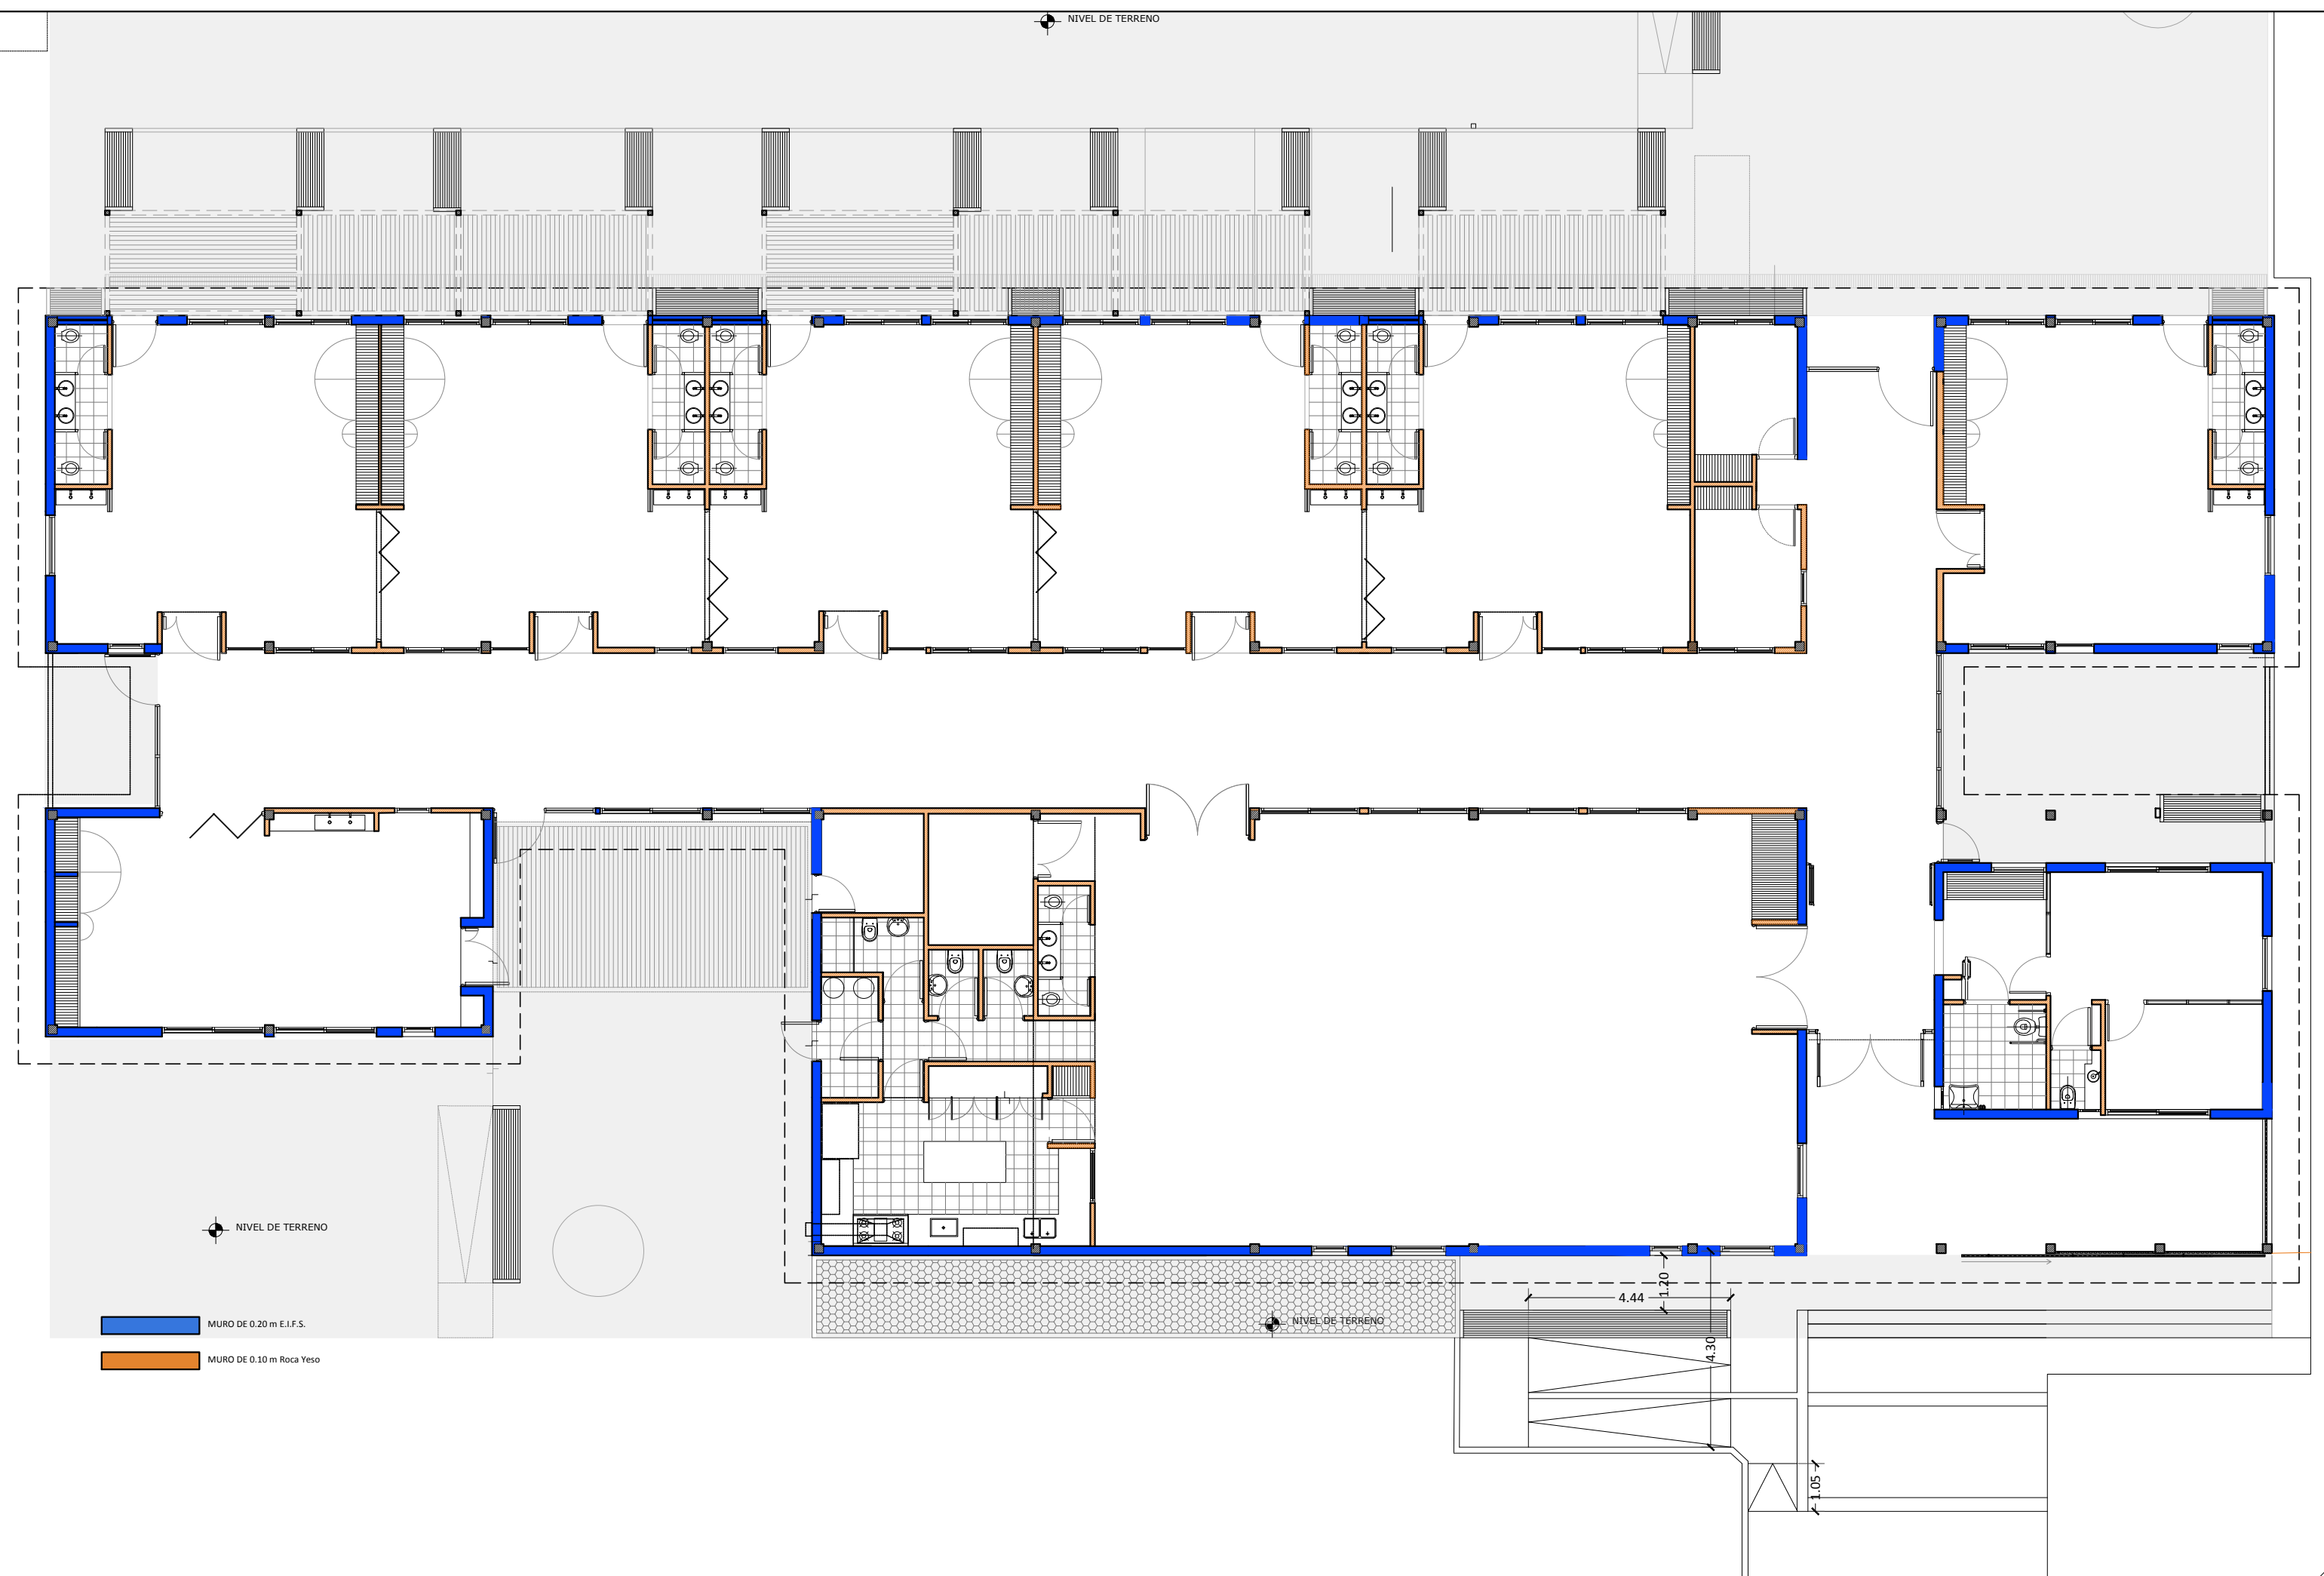 NIVEL DE TERRENO
NIVEL DE TERRENO
1.20
4.44
NIVEL DE TERRENO
4.30
MURO DE 0.20 m E.I.F.S.
MURO DE 0.10 m Roca Yeso
1.05